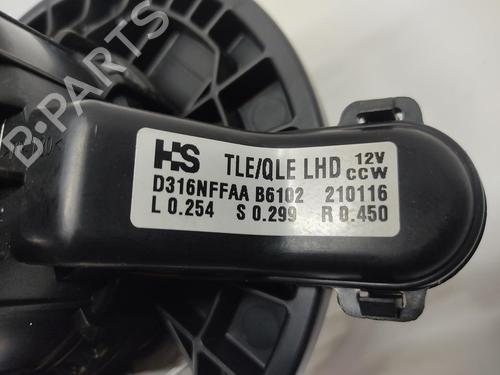 B-PARTS
HS TLE/QLE LHD 12V CCW
D316NFFAA B6102 210116
L 0.254 S 0.299 R 0.450